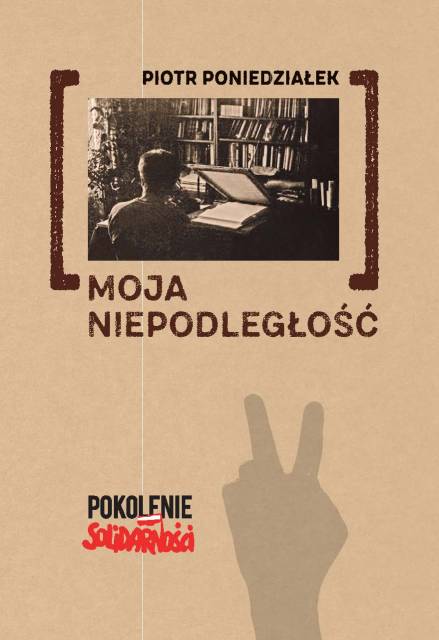 PIOTR PONIEDZIAŁEK
MOJA
NIEPODLEGŁOŚĆ
POKOLENIE
SOLiDARNOŚCi